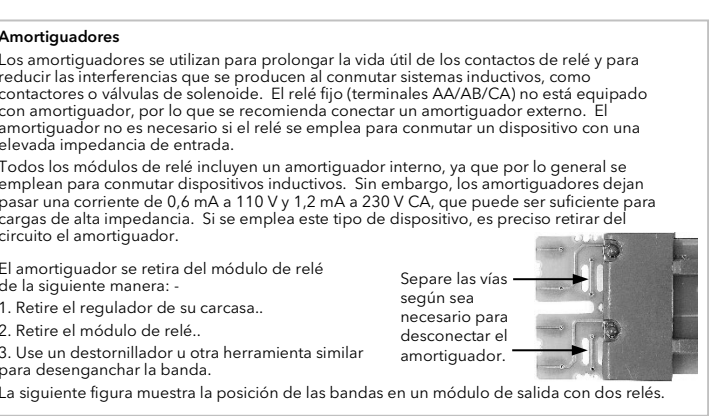 Amortiguadores
Los amortiguadores se utilizan para prolongar la vida útil de los contactos de relé y para
reducir las interferencias que se producen al conmutar sistemas inductivos, como
contactores o válvulas de solenoide. El relé fijo (terminales AA/AB/CA) no está equipado
con amortiguador, por lo que se recomienda conectar un amortiguador externo. El
amortiguador no es necesario si el relé se emplea para conmutar un dispositivo con una
elevada impedancia de entrada.
Todos los módulos de relé incluyen un amortiguador interno, ya que por lo general se
emplean para conmutar dispositivos inductivos. Sin embargo, los amortiguadores dejan
pasar una corriente de 0,6 mA a 110 V y 1,2 mA a 230 V CA, que puede ser suficiente para
cargas de alta impedancia. Si se emplea este tipo de dispositivo, es preciso retirar del
circuito el amortiguador.
El amortiguador se retira del módulo de relé
de la siguiente manera: -
1. Retire el regulador de su carcasa..
2. Retire el módulo de relé..
3. Use un destornillador u otra herramienta similar
para desenganchar la banda.
Separe las vías
según sea
necesario para
desconectar el
amortiguador.
La siguiente figura muestra la posición de las bandas en un módulo de salida con dos relés.